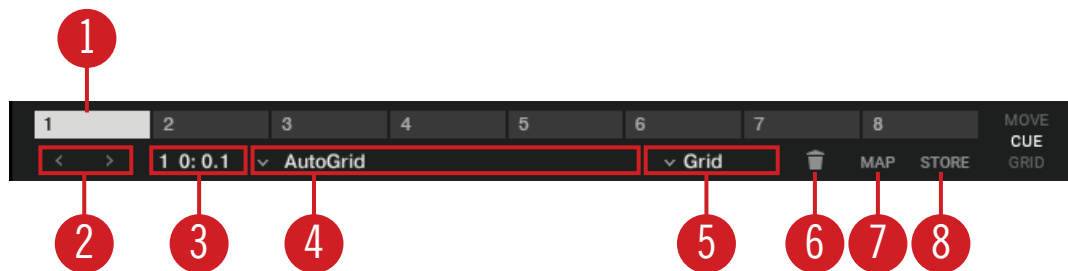 1
1 2 3 4 5 6 7 8 MOVE
CUE
< > 1 0: 0.1 AutoGrid Grid MAP STORE GRID
2 3 4 5 6 7 8